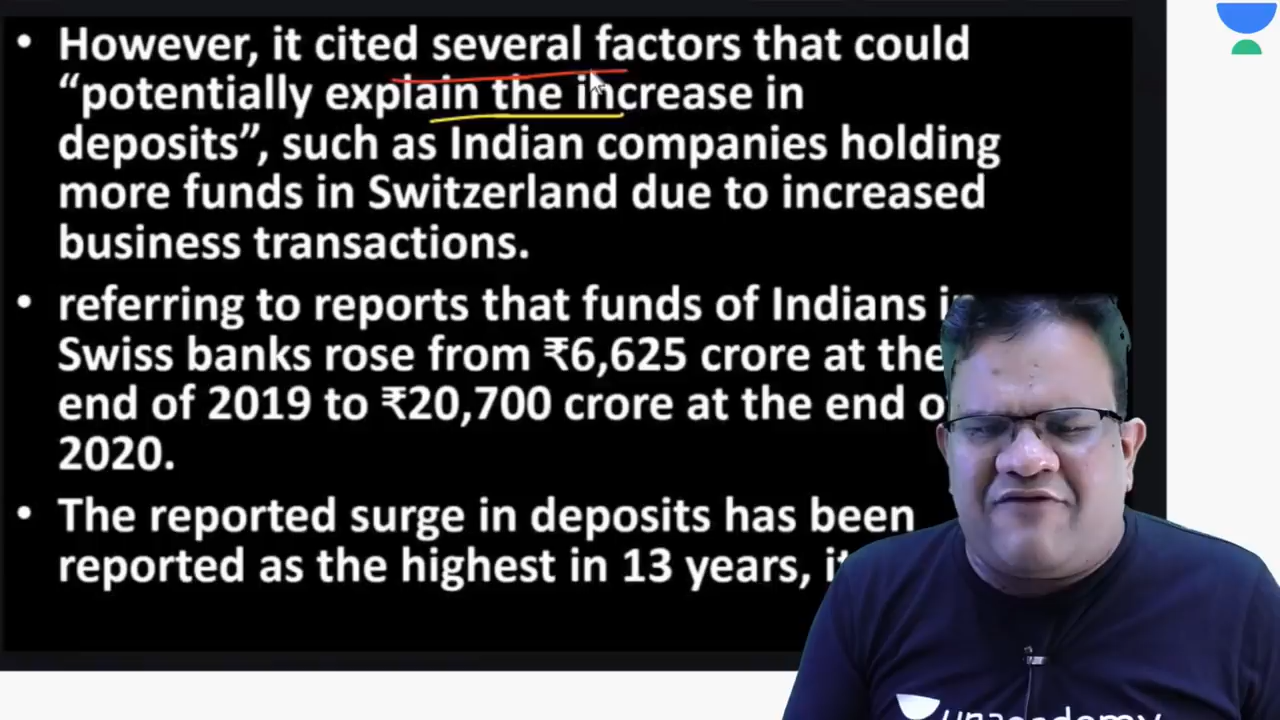 • However, it cited several factors that could
“potentially explain the increase in
deposits”, such as Indian companies holding
more funds in Switzerland due to increased
business transactions.
• referring to reports that funds of Indians
Swiss banks rose from ₹6,625 crore at the
end of 2019 to ₹20,700 crore at the end
2020.
• The reported surge in deposits has been
reported as the highest in 13 years,
unacademy